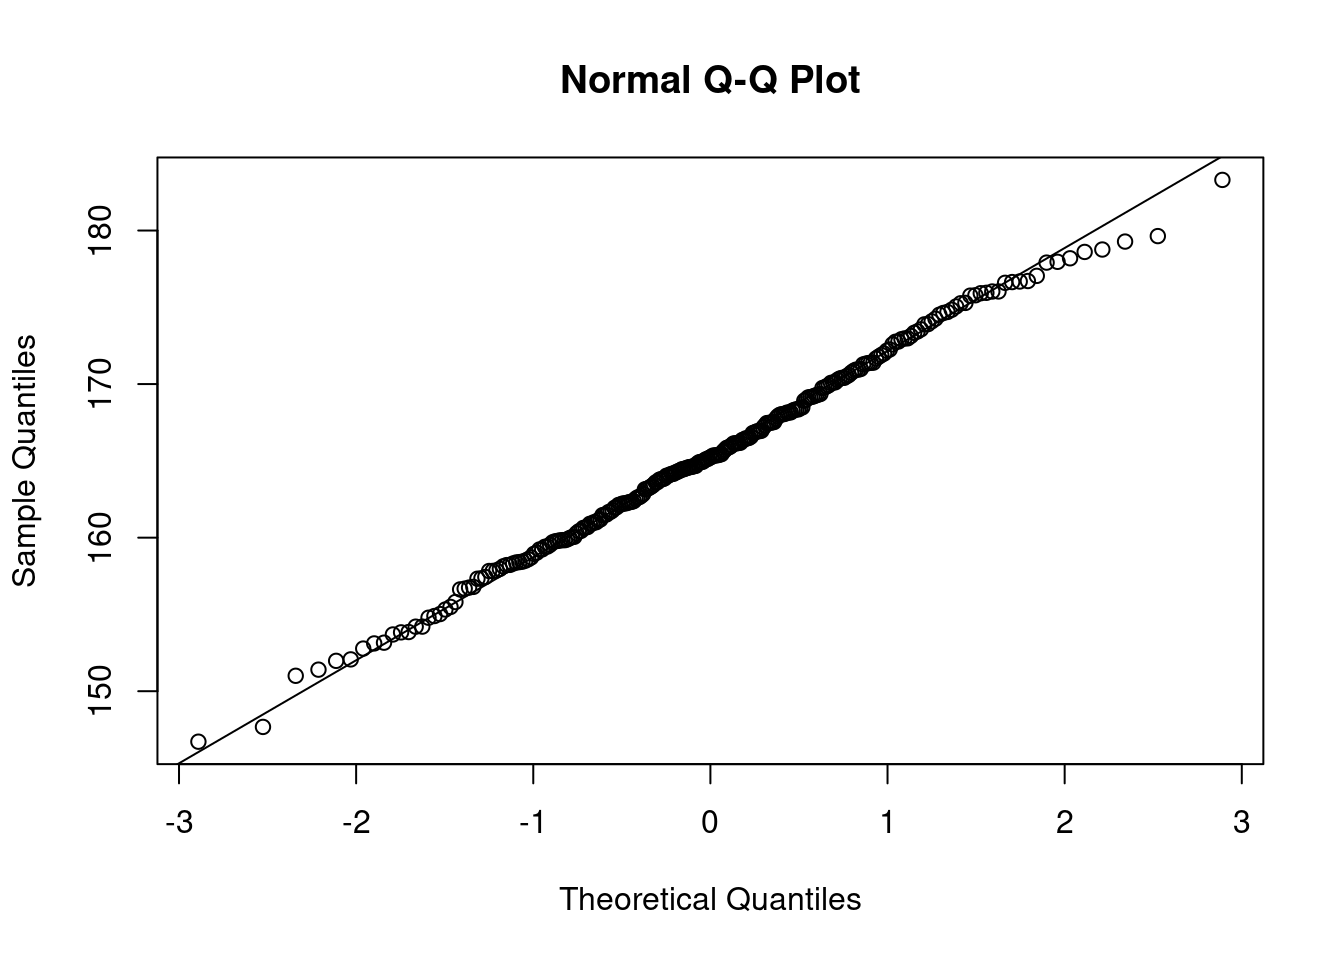 Normal Q-Q Plot
Sample Quantiles
180
170
160
150
-3 -2 -1 0 1 2 3
Theoretical Quantiles